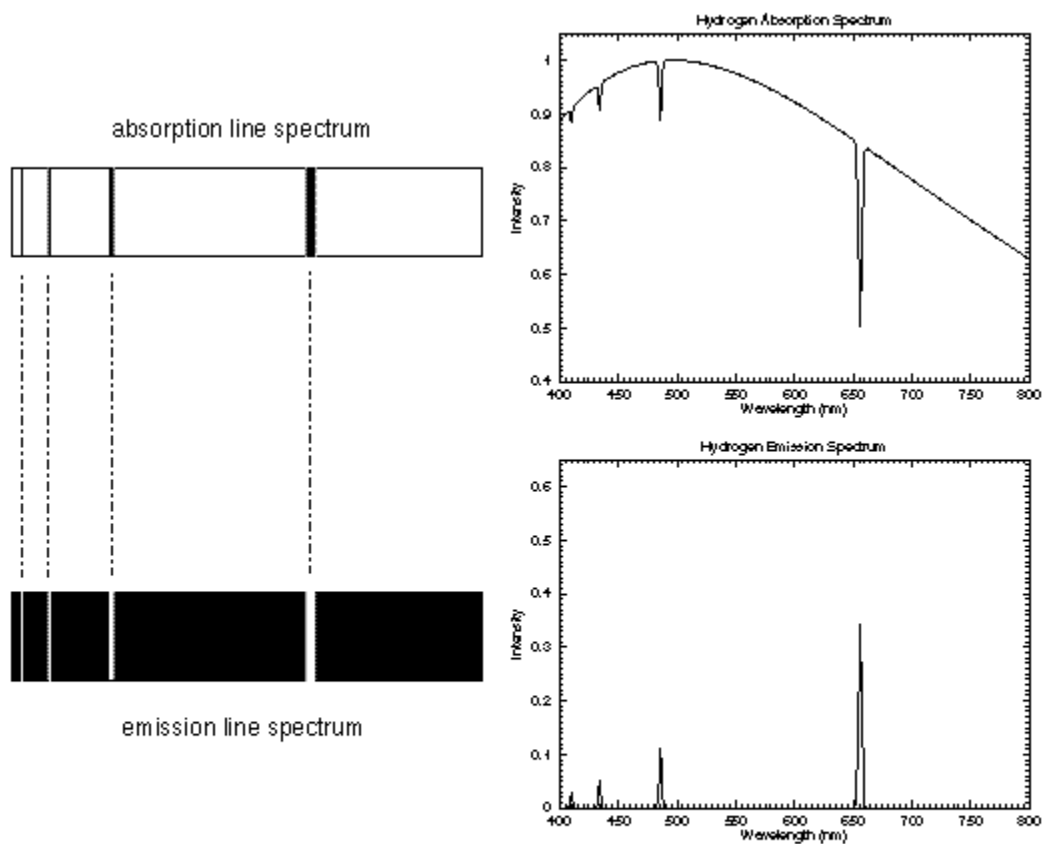 absorption line spectrum
emission line spectrum
Hydrogen Absorption Spectrum
1
0.9
0.8
0.7
0.6
0.5
0.4
Intensity
400 450 500 550 600 650 700 750 800
Wavelength (nm)
Hydrogen Emission Spectrum
0.6
0.5
0.4
0.3
0.2
0.1
0
Intensity
400 450 500 550 600 650 700 750 800
Wavelength (nm)